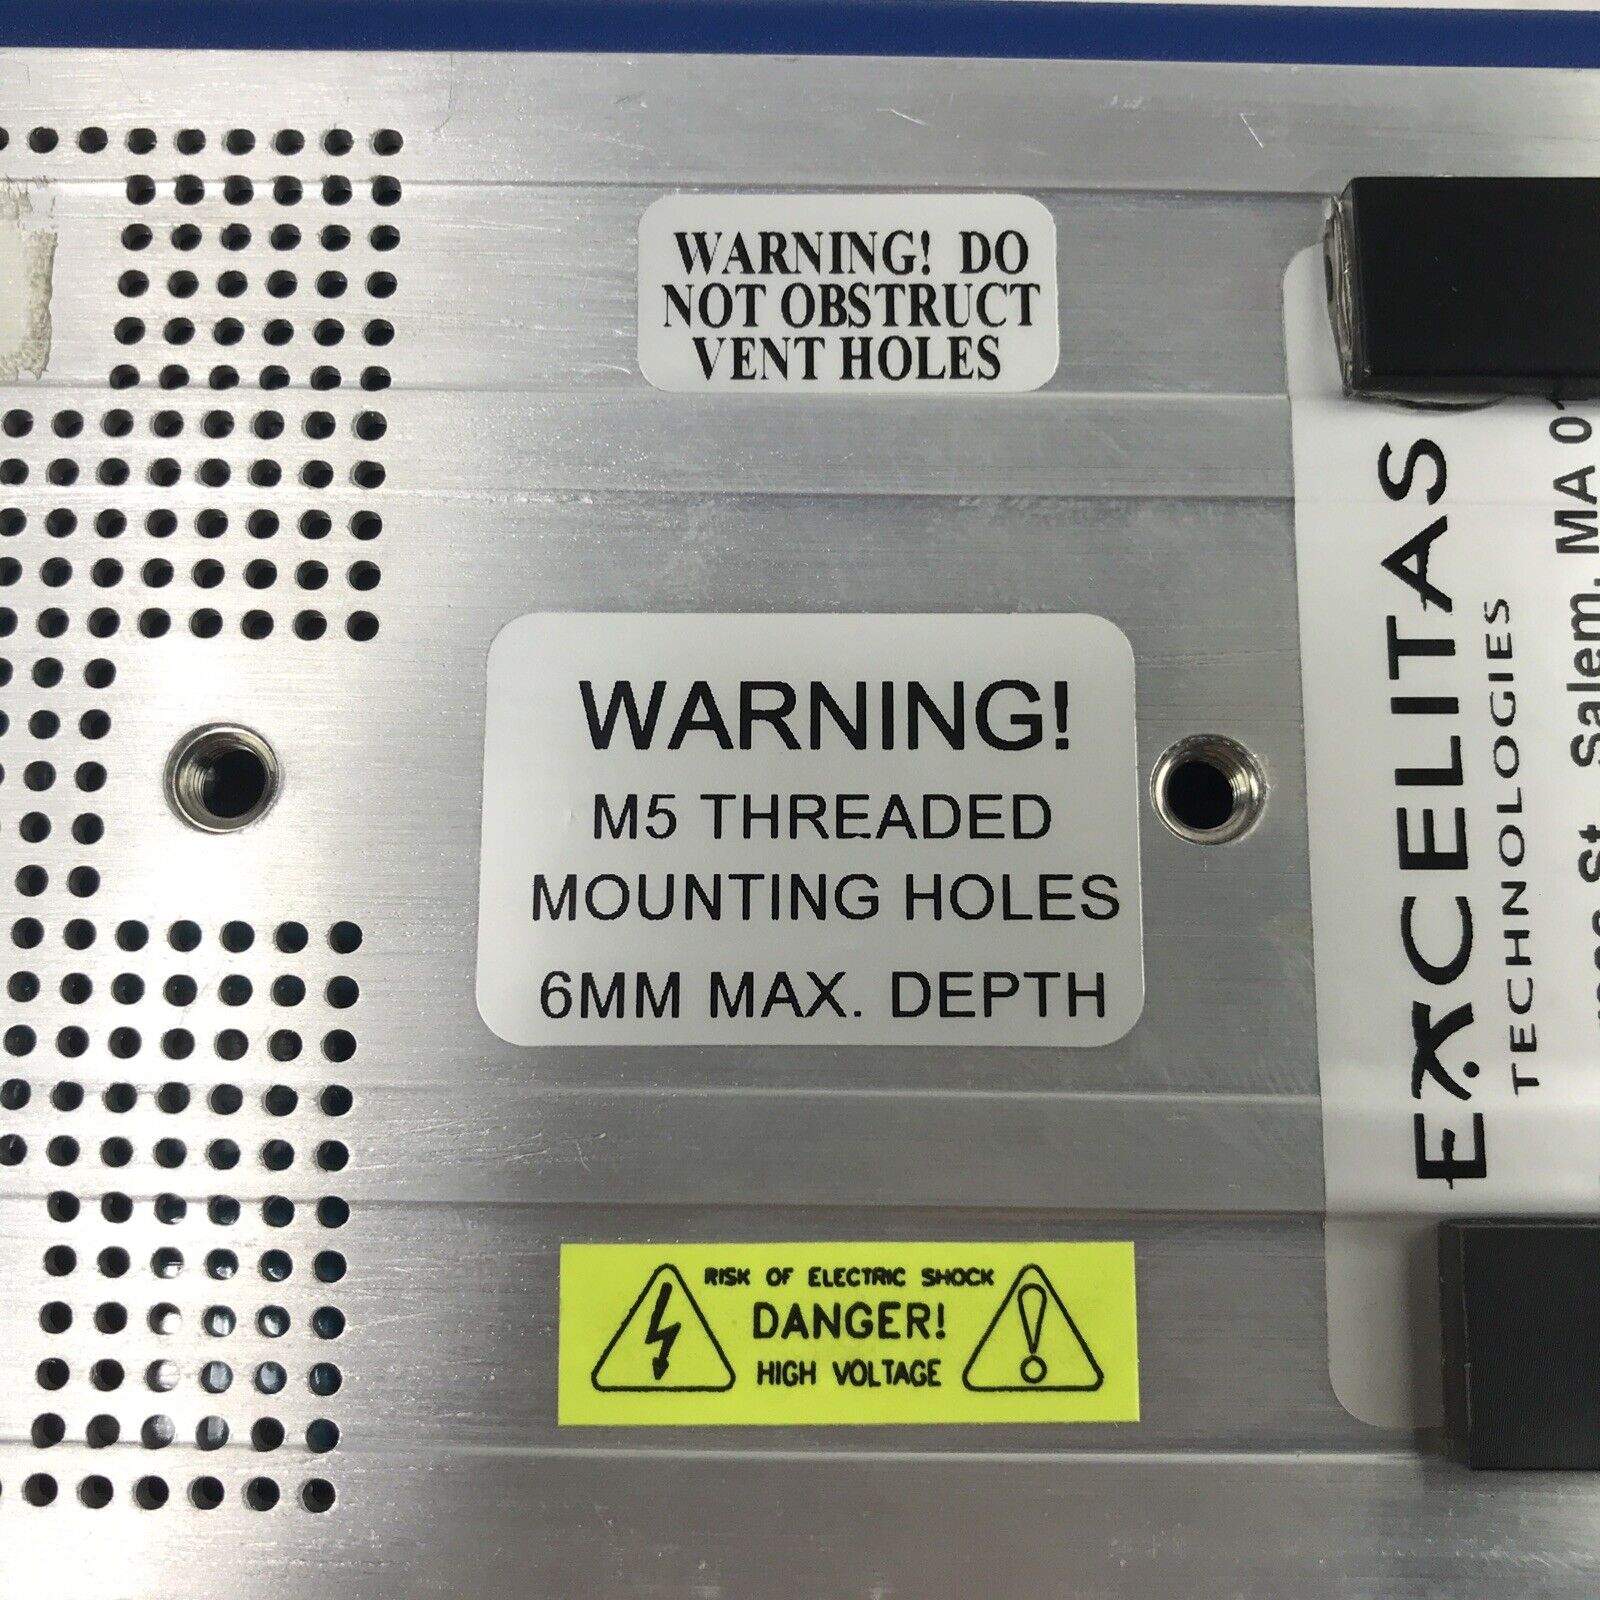 WARNING! DO
NOT OBSTRUCT
VENT HOLES
WARNING!
M5 THREADED
MOUNTING HOLES
6MM MAX. DEPTH
RISK OF ELECTRIC SHOCK
DANGER!
HIGH VOLTAGE
EXCELITAS
TECHNOLOGIES
St. Salem, MA